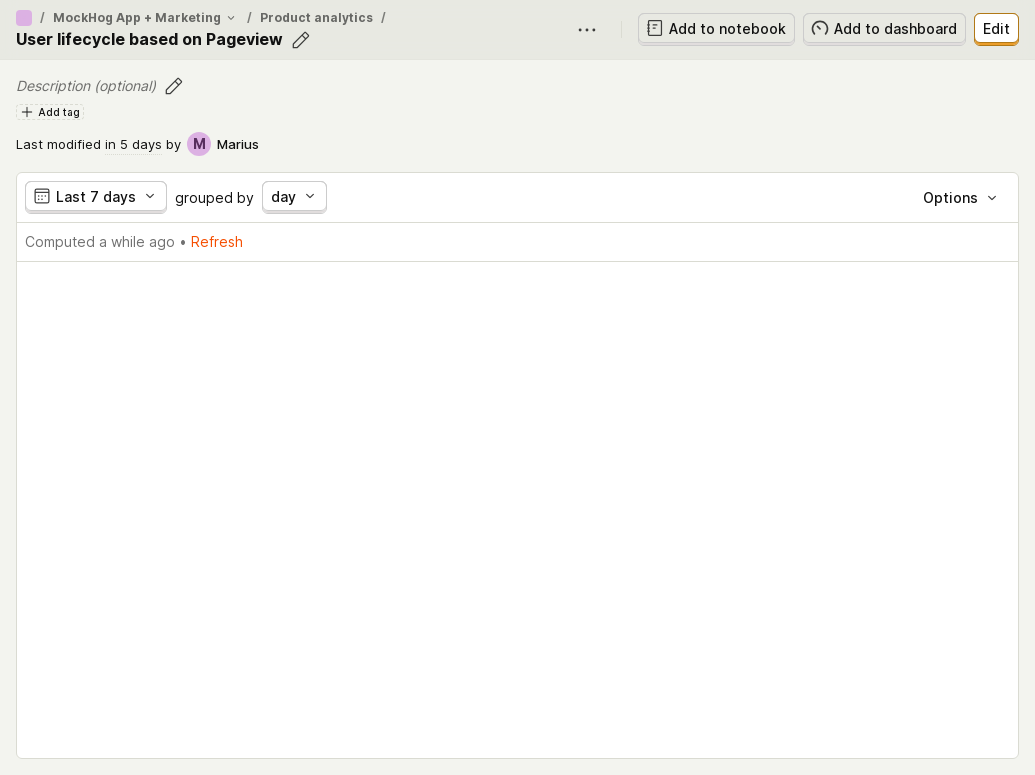 / MockHog App + Marketing / Product analytics /
User lifecycle based on Pageview
Add to notebook
Add to dashboard
Edit
Description (optional)
Add tag
Last modified in 5 days by M Marius
Last 7 days grouped by day
Options
Computed a while ago • Refresh